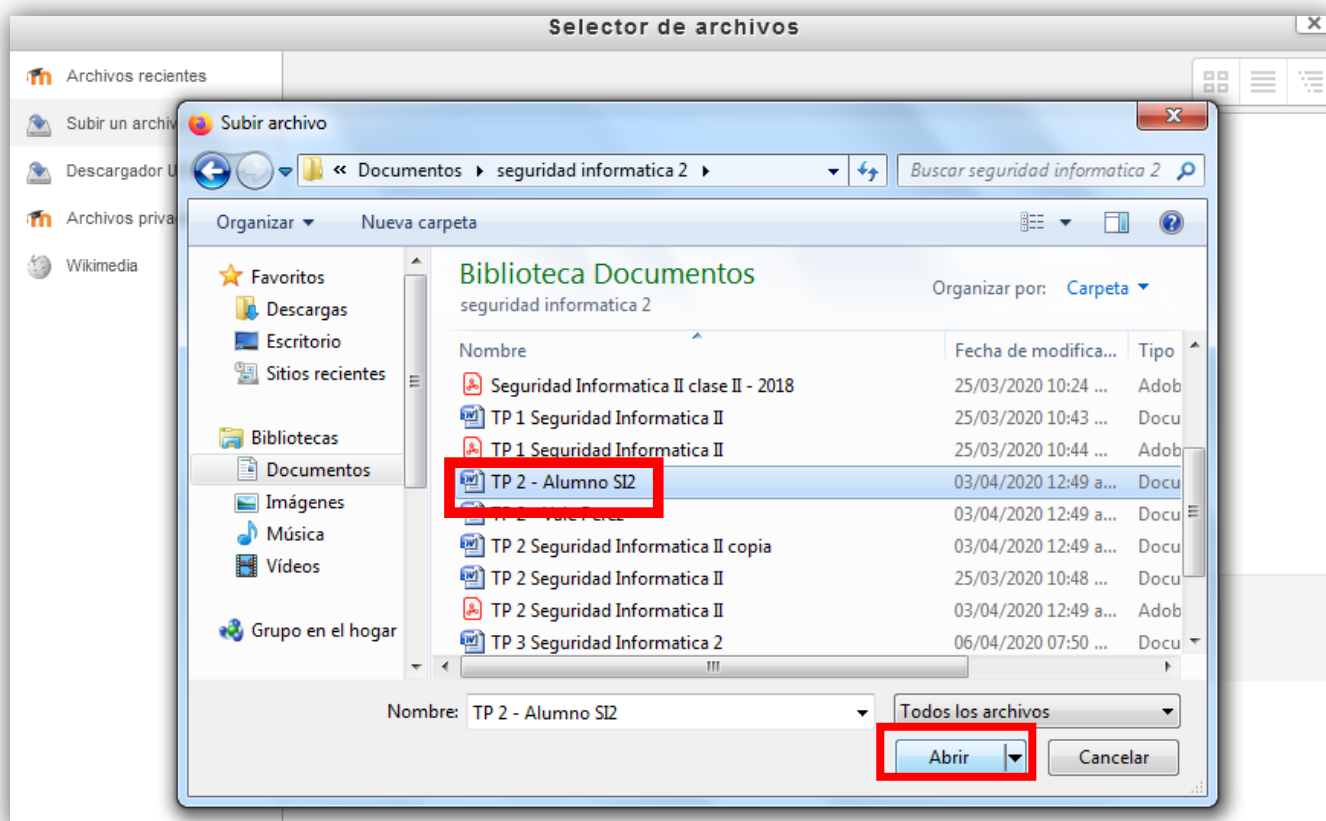 Selector de archivos
Archivos recientes
Subir un archiv
Descargador U
Archivos priva
Wikimedia
Subir archivo
« Documentos seguridad informatica 2
Buscar seguridad informatica 2
Organizar Nueva carpeta
Favoritos
Descargas
Escritorio
Sitios recientes
Bibliotecas
Documentos
Imágenes
Música
Vídeos
Grupo en el hogar
Biblioteca Documentos
seguridad informatica 2
Organizar por: Carpeta
Nombre Fecha de modifica... Tipo
Seguridad Informatica II clase II - 2018 25/03/2020 10:24 ... Adob
TP 1 Seguridad Informatica II 25/03/2020 10:43 ... Docu
TP 1 Seguridad Informatica II 25/03/2020 10:44 ... Adob
TP 2 - Alumno SI2 03/04/2020 12:49 a... Docu
TP 2 - 03/04/2020 12:49 a... Docu
TP 2 Seguridad Informatica II copia 03/04/2020 12:49 a... Docu
TP 2 Seguridad Informatica II 25/03/2020 10:48 ... Docu
TP 2 Seguridad Informatica II 03/04/2020 12:49 a... Adob
TP 3 Seguridad Informatica 2 06/04/2020 07:50 ... Docu
Nombre: TP 2 - Alumno SI2 Todos los archivos
Abrir Cancelar